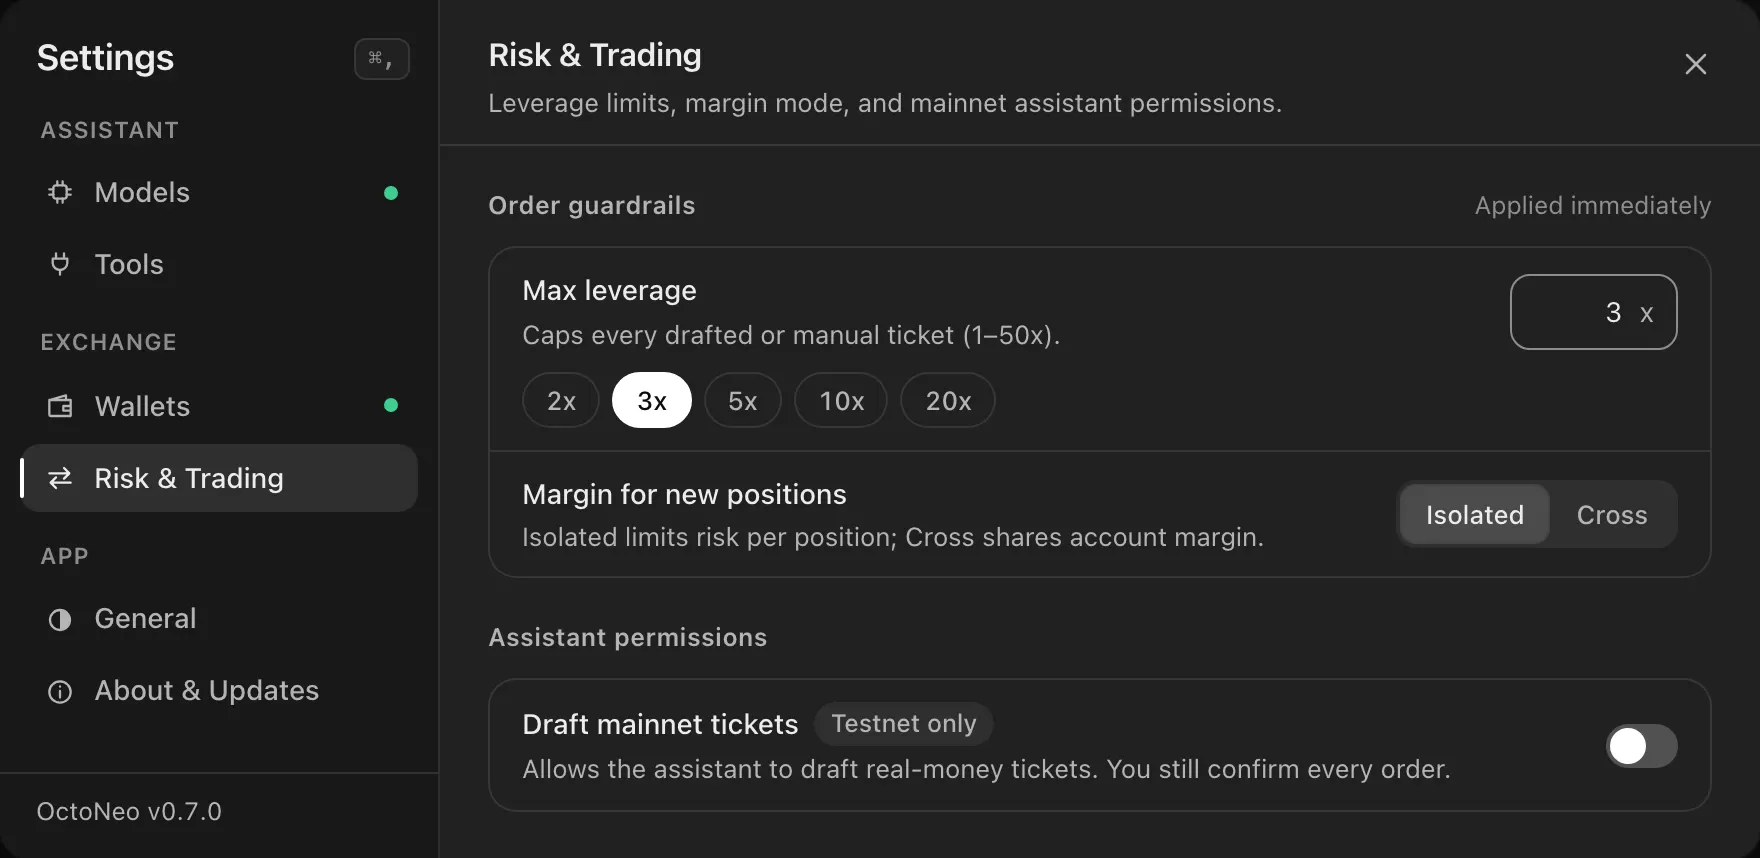 Settings
⌘,
ASSISTANT
Models
Tools
EXCHANGE
Wallets
Risk & Trading
APP
General
About & Updates
OctoNeo v0.7.0
Risk & Trading
Leverage limits, margin mode, and mainnet assistant permissions.
Order guardrails
Applied immediately
Max leverage
Caps every drafted or manual ticket (1–50x).
3 x
2x 3x 5x 10x 20x
Margin for new positions
Isolated limits risk per position; Cross shares account margin.
Isolated Cross
Assistant permissions
Draft mainnet tickets Testnet only
Allows the assistant to draft real-money tickets. You still confirm every order.